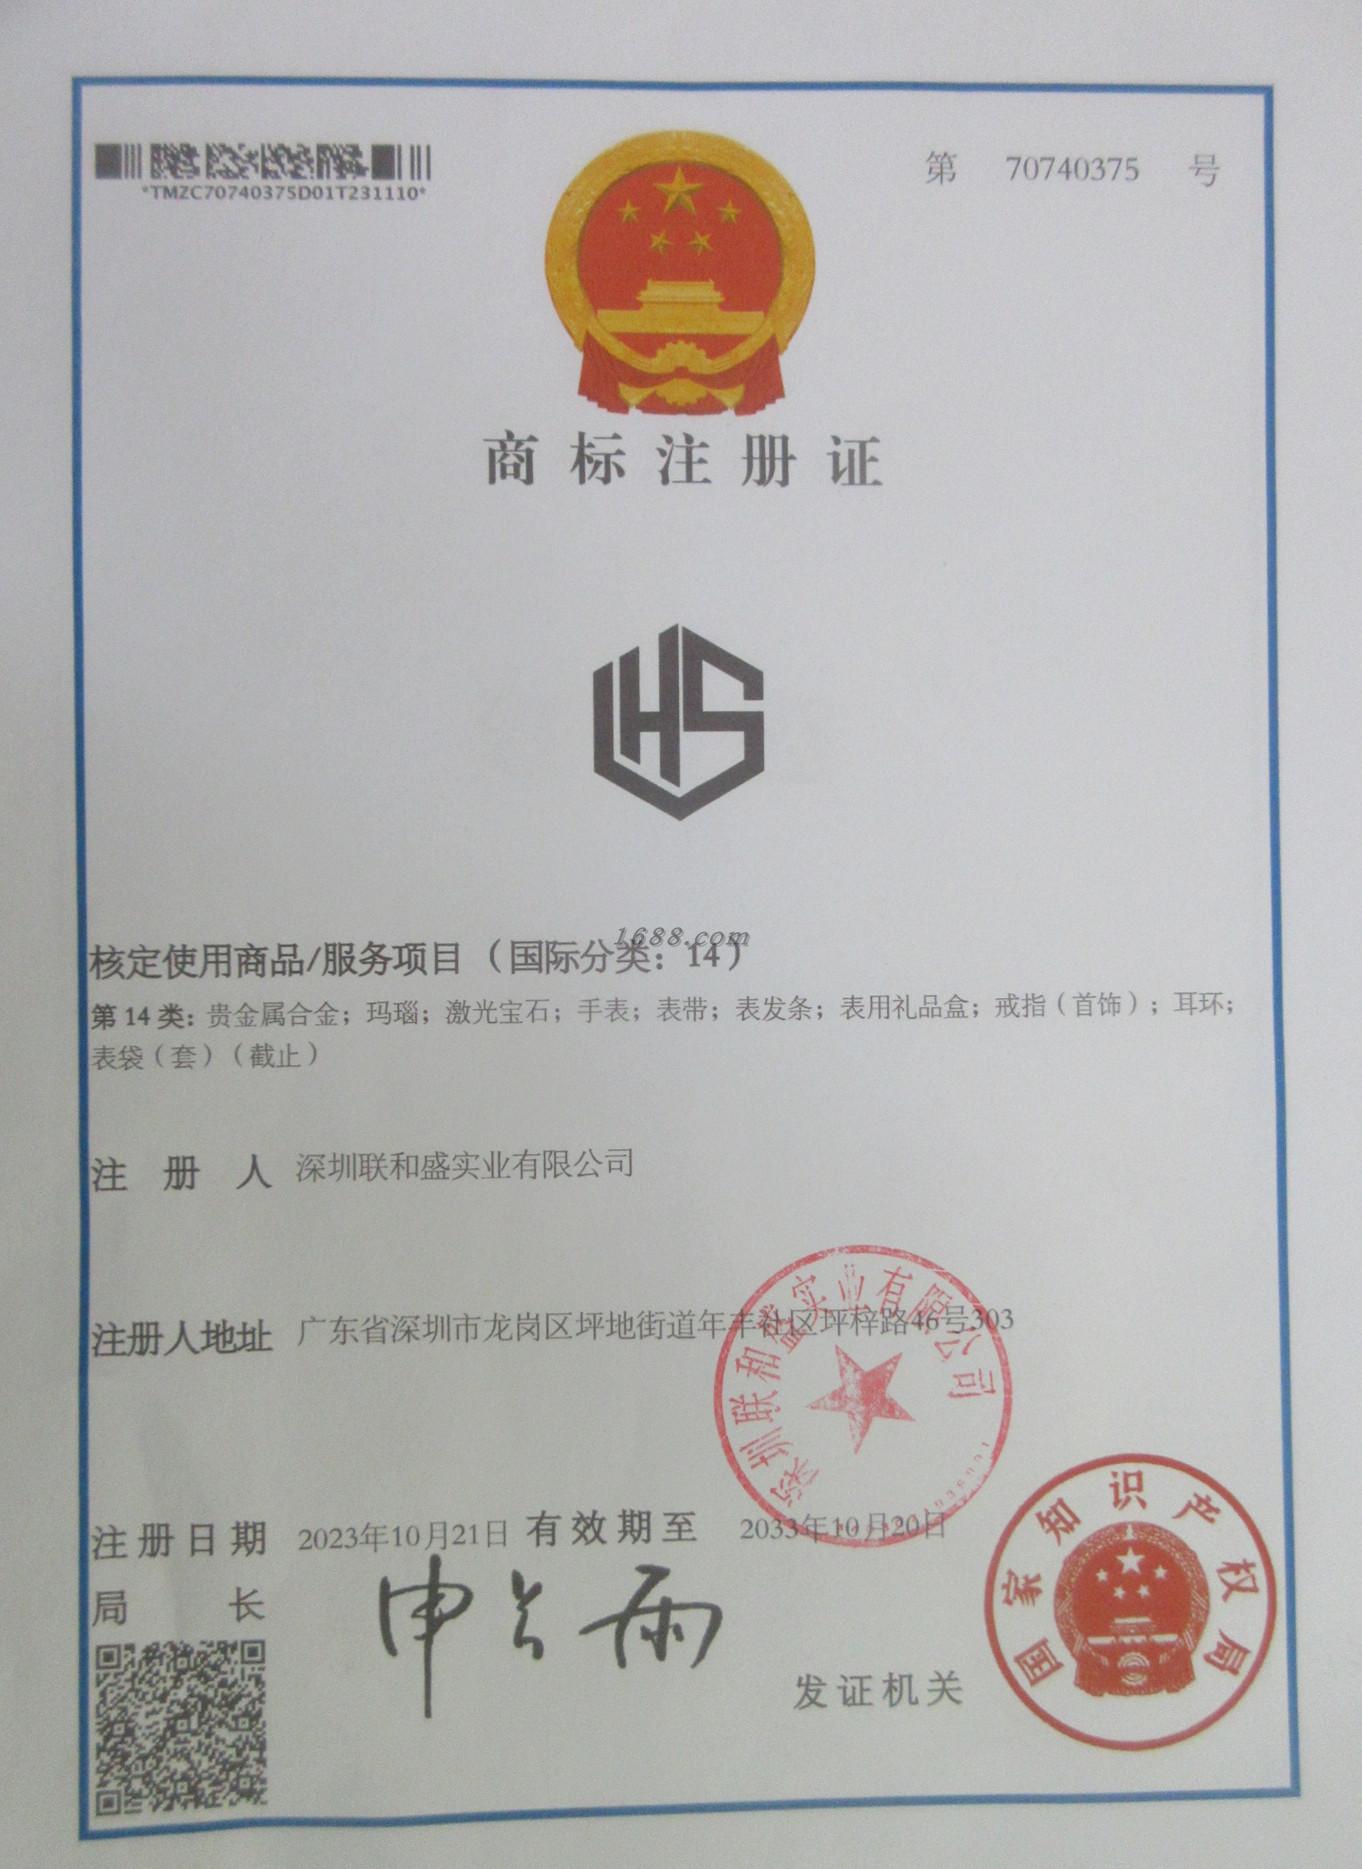 *TMZC70740375D01T231110*
第 70740375 号
商标注册证
LHS
1688.com
核定使用商品/服务项目（国际分类：14）
第 14 类：贵金属合金；玛瑙；激光宝石；手表；表带；表发条；表用礼品盒；戒指（首饰）；耳环；
表袋（套）（截止）
注册人 深圳联和盛实业有限公司
注册人地址 广东省深圳市龙岗区坪地街道年丰社区坪梓路46号303
深圳联和盛实业有限公司
注册日期 2023年10月21日 有效期至 2033年10月20日
局长 申长雨
发证机关
国家知识产权局